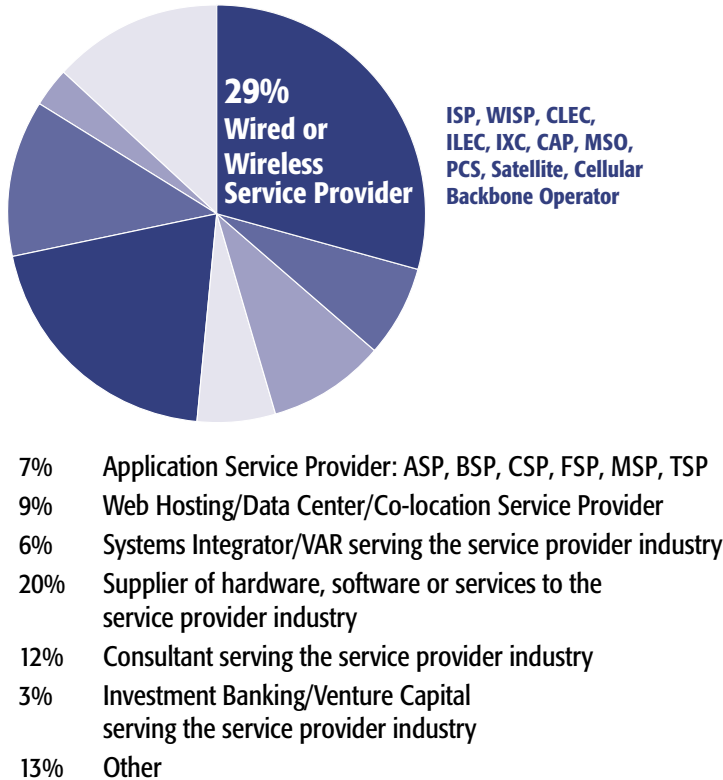 29%
Wired or
Wireless
Service Provider
ISP, WISP, CLEC,
ILEC, IXC, CAP, MSO,
PCS, Satellite, Cellular
Backbone Operator
7% Application Service Provider: ASP, BSP, CSP, FSP, MSP, TSP
9% Web Hosting/Data Center/Co-location Service Provider
6% Systems Integrator/VAR serving the service provider industry
20% Supplier of hardware, software or services to the
service provider industry
12% Consultant serving the service provider industry
3% Investment Banking/Venture Capital
serving the service provider industry
13% Other